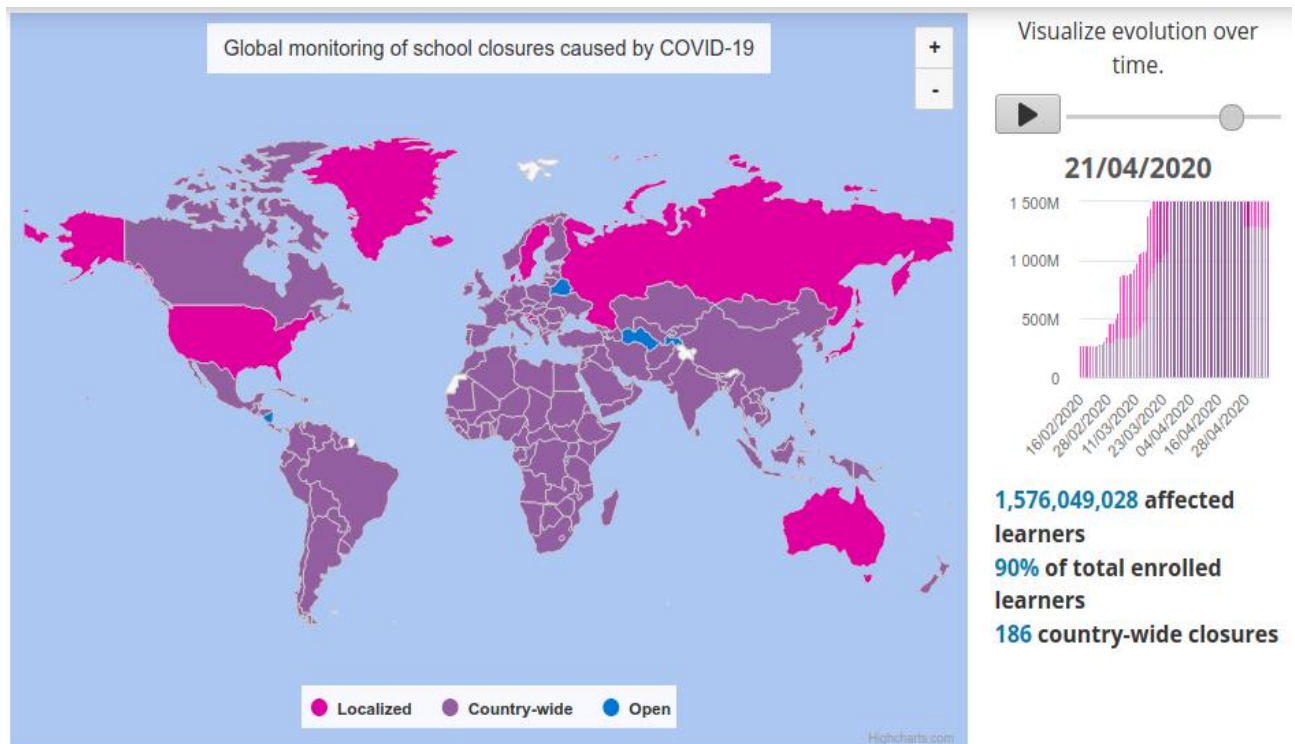 Global monitoring of school closures caused by COVID-19
+
-
Localized
Country-wide
Open
Highcharts.com
Visualize evolution over
time.
21/04/2020
1 500M
1 000M
500M
0
16/02/2020
28/02/2020
11/03/2020
23/03/2020
04/04/2020
16/04/2020
28/04/2020
1,576,049,028 affected
learners
90% of total enrolled
learners
186 country-wide closures